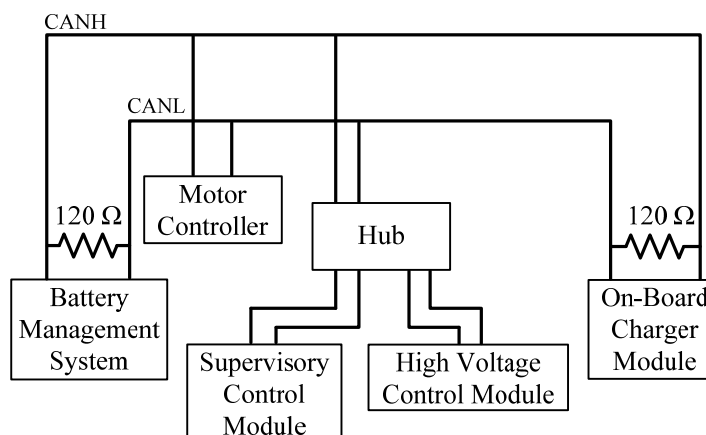 CANH
CANL
Motor
Controller
120 Ω
Hub
120 Ω
Battery
Management
System
On-Board
Charger
Module
Supervisory
Control
Module
High Voltage
Control Module